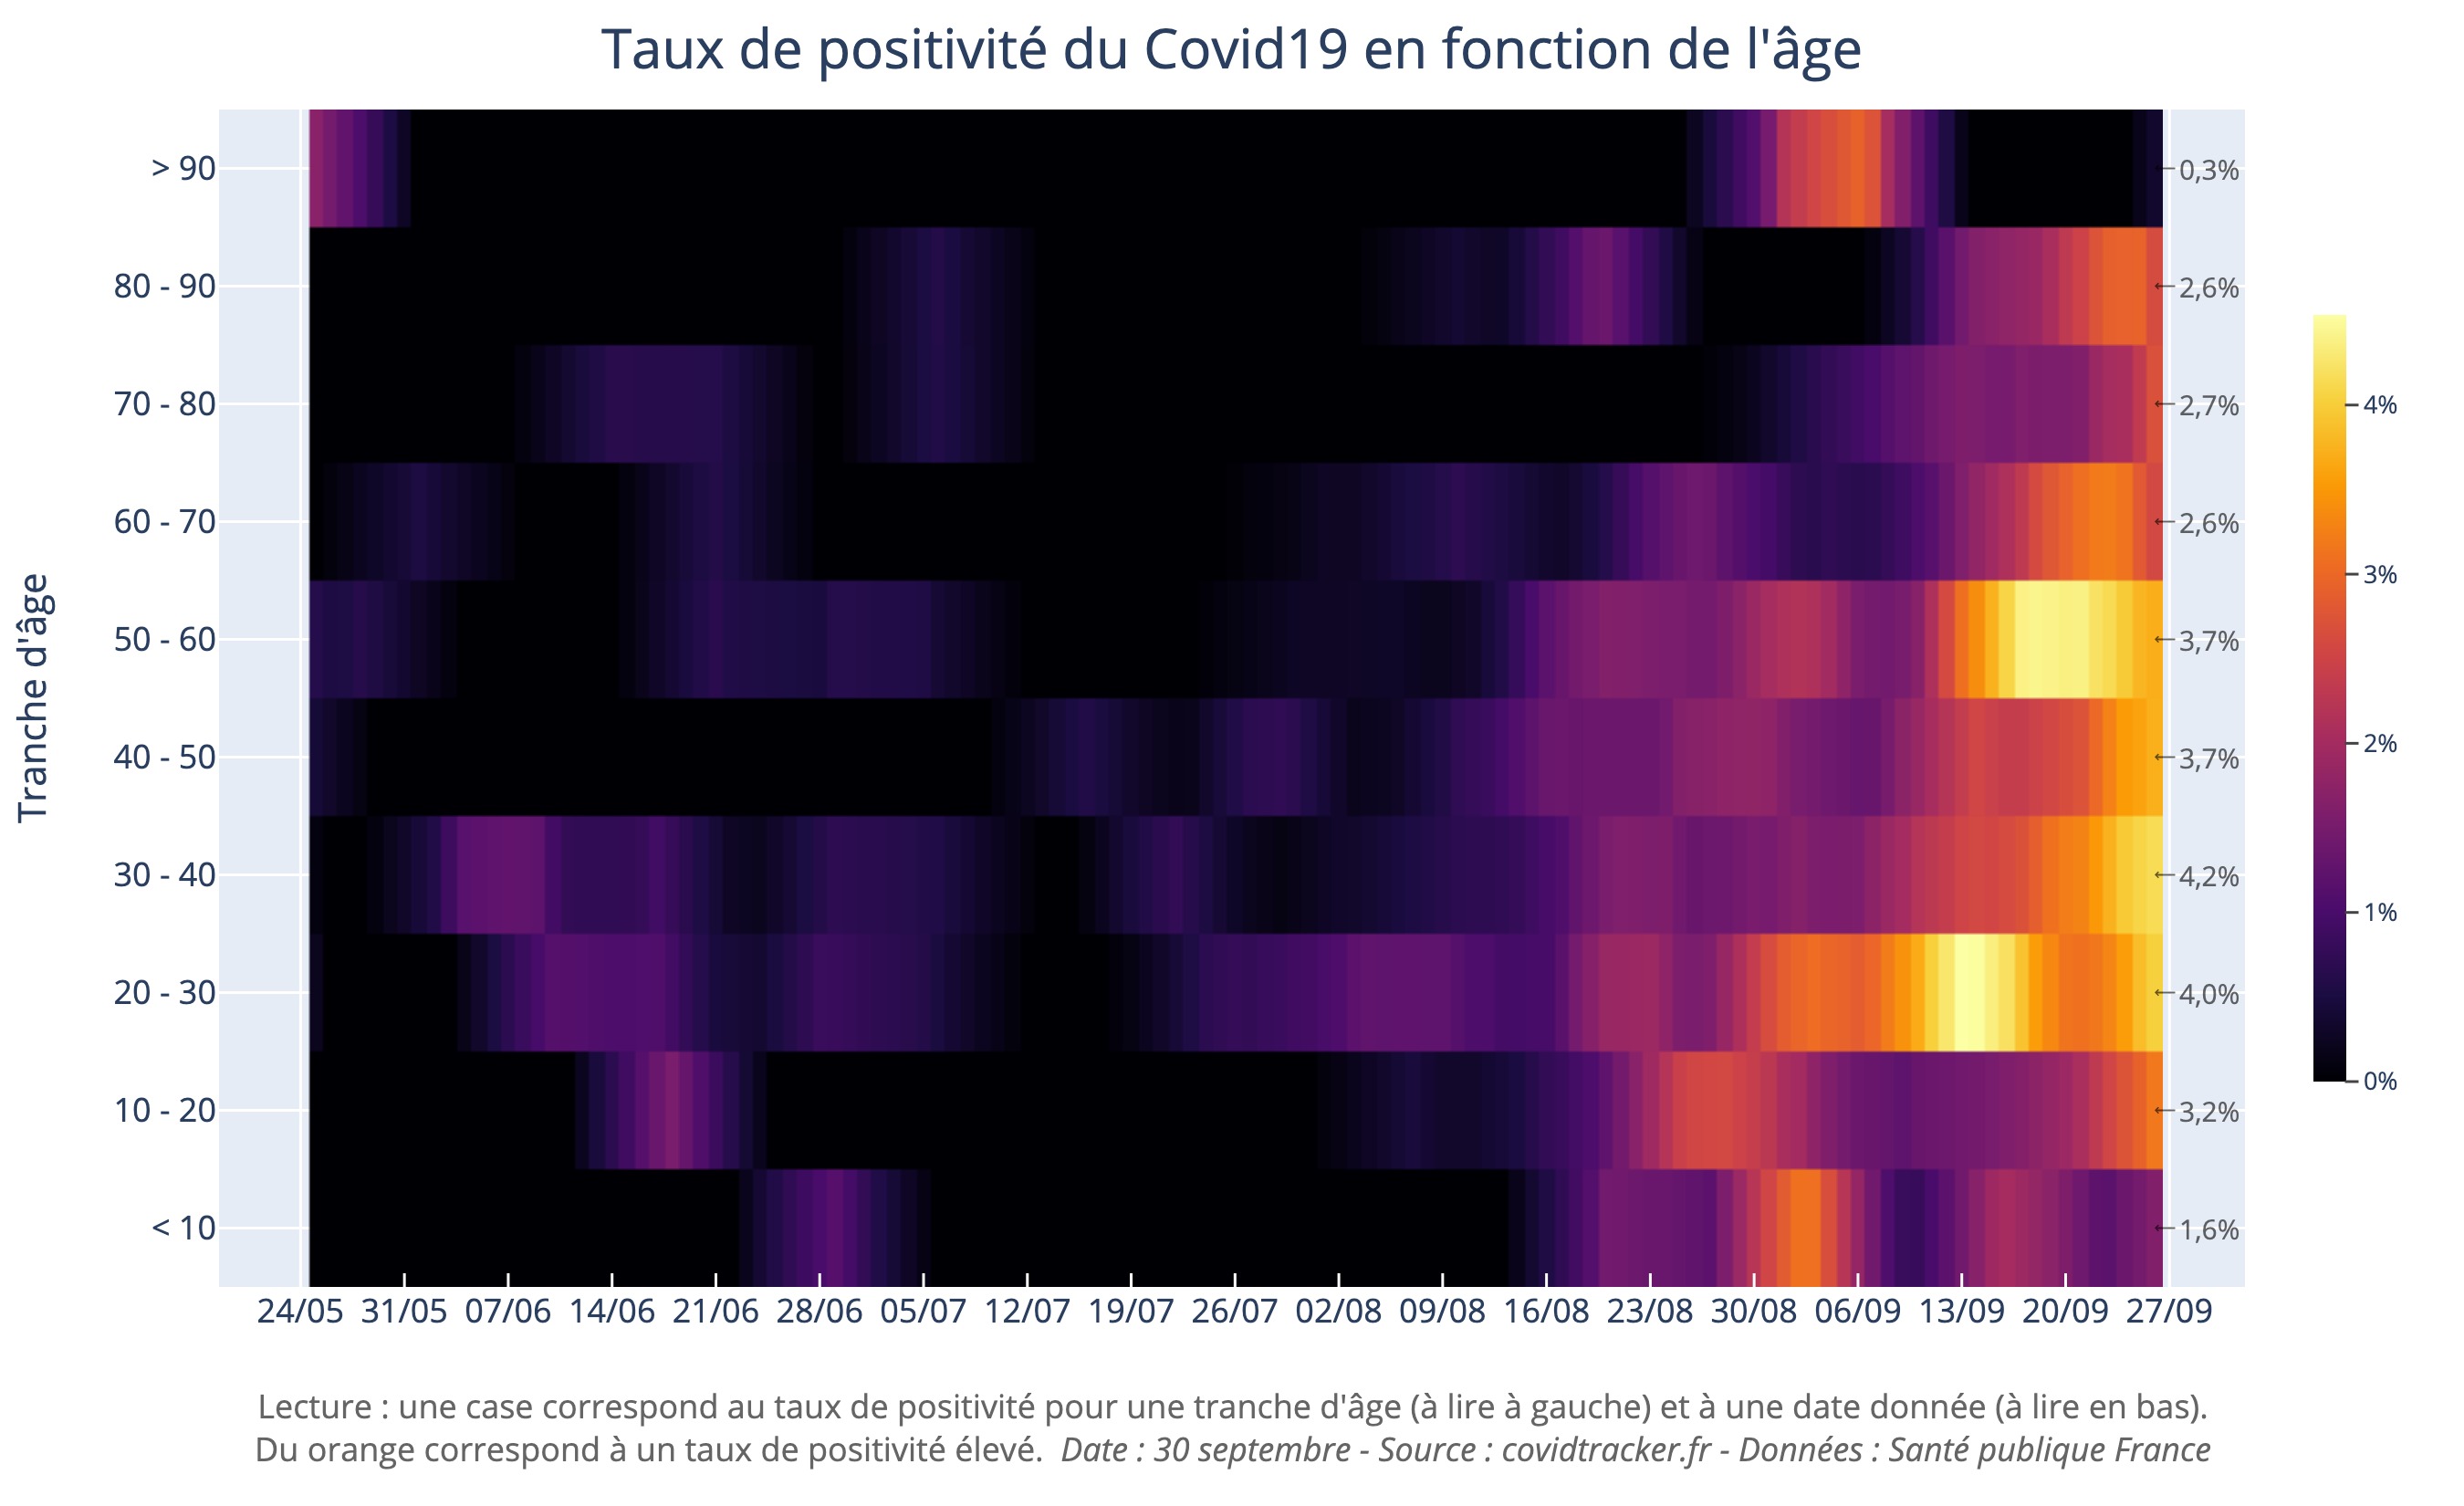 Taux de positivité du Covid19 en fonction de l'âge
Tranche d'âge
> 90
80 - 90
70 - 80
60 - 70
50 - 60
40 - 50
30 - 40
20 - 30
10 - 20
< 10
0,3%
2,6%
2,7%
2,6%
3,7%
3,7%
4,2%
4,0%
3,2%
1,6%
4%
3%
2%
1%
0%
24/05 31/05 07/06 14/06 21/06 28/06 05/07 12/07 19/07 26/07 02/08 09/08 16/08 23/08 30/08 06/09 13/09 20/09 27/09
Lecture : une case correspond au taux de positivité pour une tranche d'âge (à lire à gauche) et à une date donnée (à lire en bas).
Du orange correspond à un taux de positivité élevé. Date : 30 septembre - Source : covidtracker.fr - Données : Santé publique France